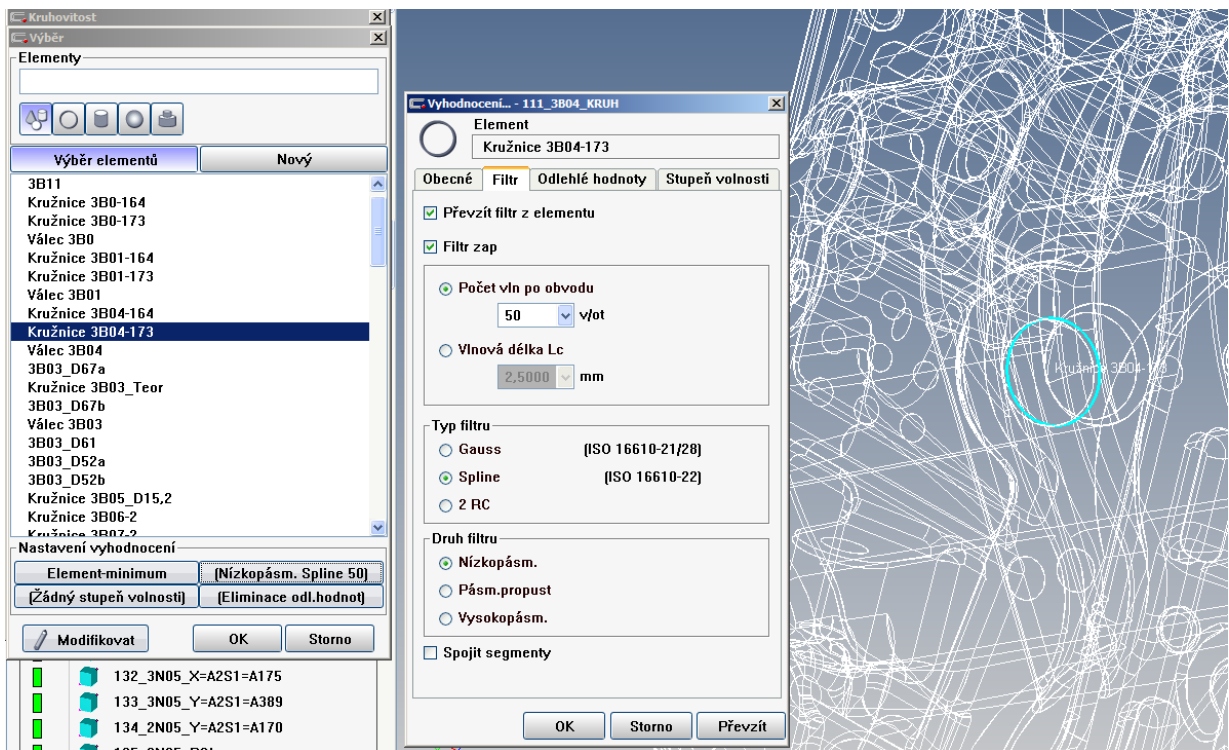 Kruhovitost
Výběr
Elementy
Výběr elementů Nový
3B11
Kružnice 3B0-164
Kružnice 3B0-173
Válec 3B0
Kružnice 3B01-164
Kružnice 3B01-173
Válec 3B01
Kružnice 3B04-164
Kružnice 3B04-173
Válec 3B04
3B03_D67a
Kružnice 3B03_Teor
3B03_D67b
Válec 3B03
3B03_D61
3B03_D52a
3B03_D52b
Kružnice 3B05_D15,2
Kružnice 3B06-2
Kružnice 3B07-2
Nastavení vyhodnocení
Element-minimum (Nízkopásm. Spline 50)
(Žádný stupeň volnosti) (Eliminace odl.hodnot)
Modifikovat OK Storno
132_3N05_X=A2S1=A175
133_3N05_Y=A2S1=A389
134_2N05_Y=A2S1=A170
Vyhodnocení... - 111_3B04_KRUH
Element
Kružnice 3B04-173
Obecné Filtr Odlehlé hodnoty Stupeň volnosti
Převzít filtr z elementu
Filtr zap
Počet vln po obvodu
50 v/ot
Vlnová délka Lc
2,5000 mm
Typ filtru
Gauss (ISO 16610-21/28)
Spline (ISO 16610-22)
2 RC
Druh filtru
Nízkopásm.
Pásm.propust
Vysokopásm.
Spojit segmenty
OK Storno Převzít
Kružnice 3B04-173